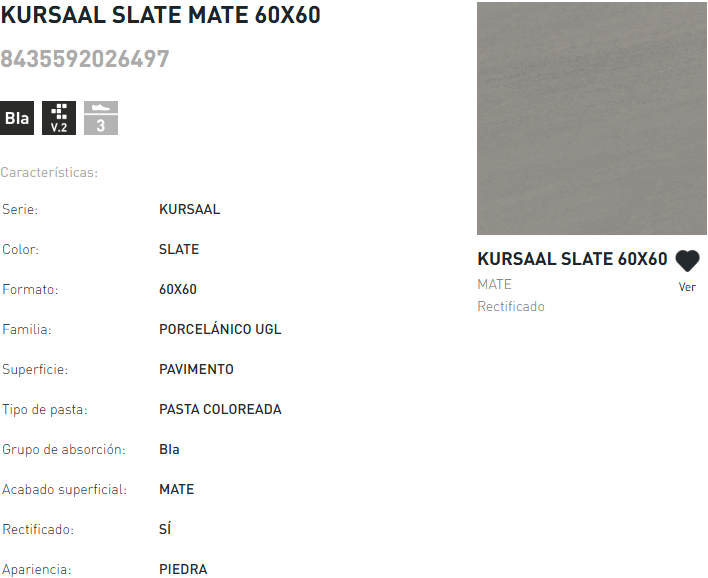 KURSAAL SLATE MATE 60X60
8435592026497
BIa
V.2
3
Características:
Serie: KURSAAL
Color: SLATE
Formato: 60X60
Familia: PORCELÁNICO UGL
Superficie: PAVIMENTO
Tipo de pasta: PASTA COLOREADA
Grupo de absorción: BIa
Acabado superficial: MATE
Rectificado: SÍ
Apariencia: PIEDRA
KURSAAL SLATE 60X60
MATE
Ver
Rectificado